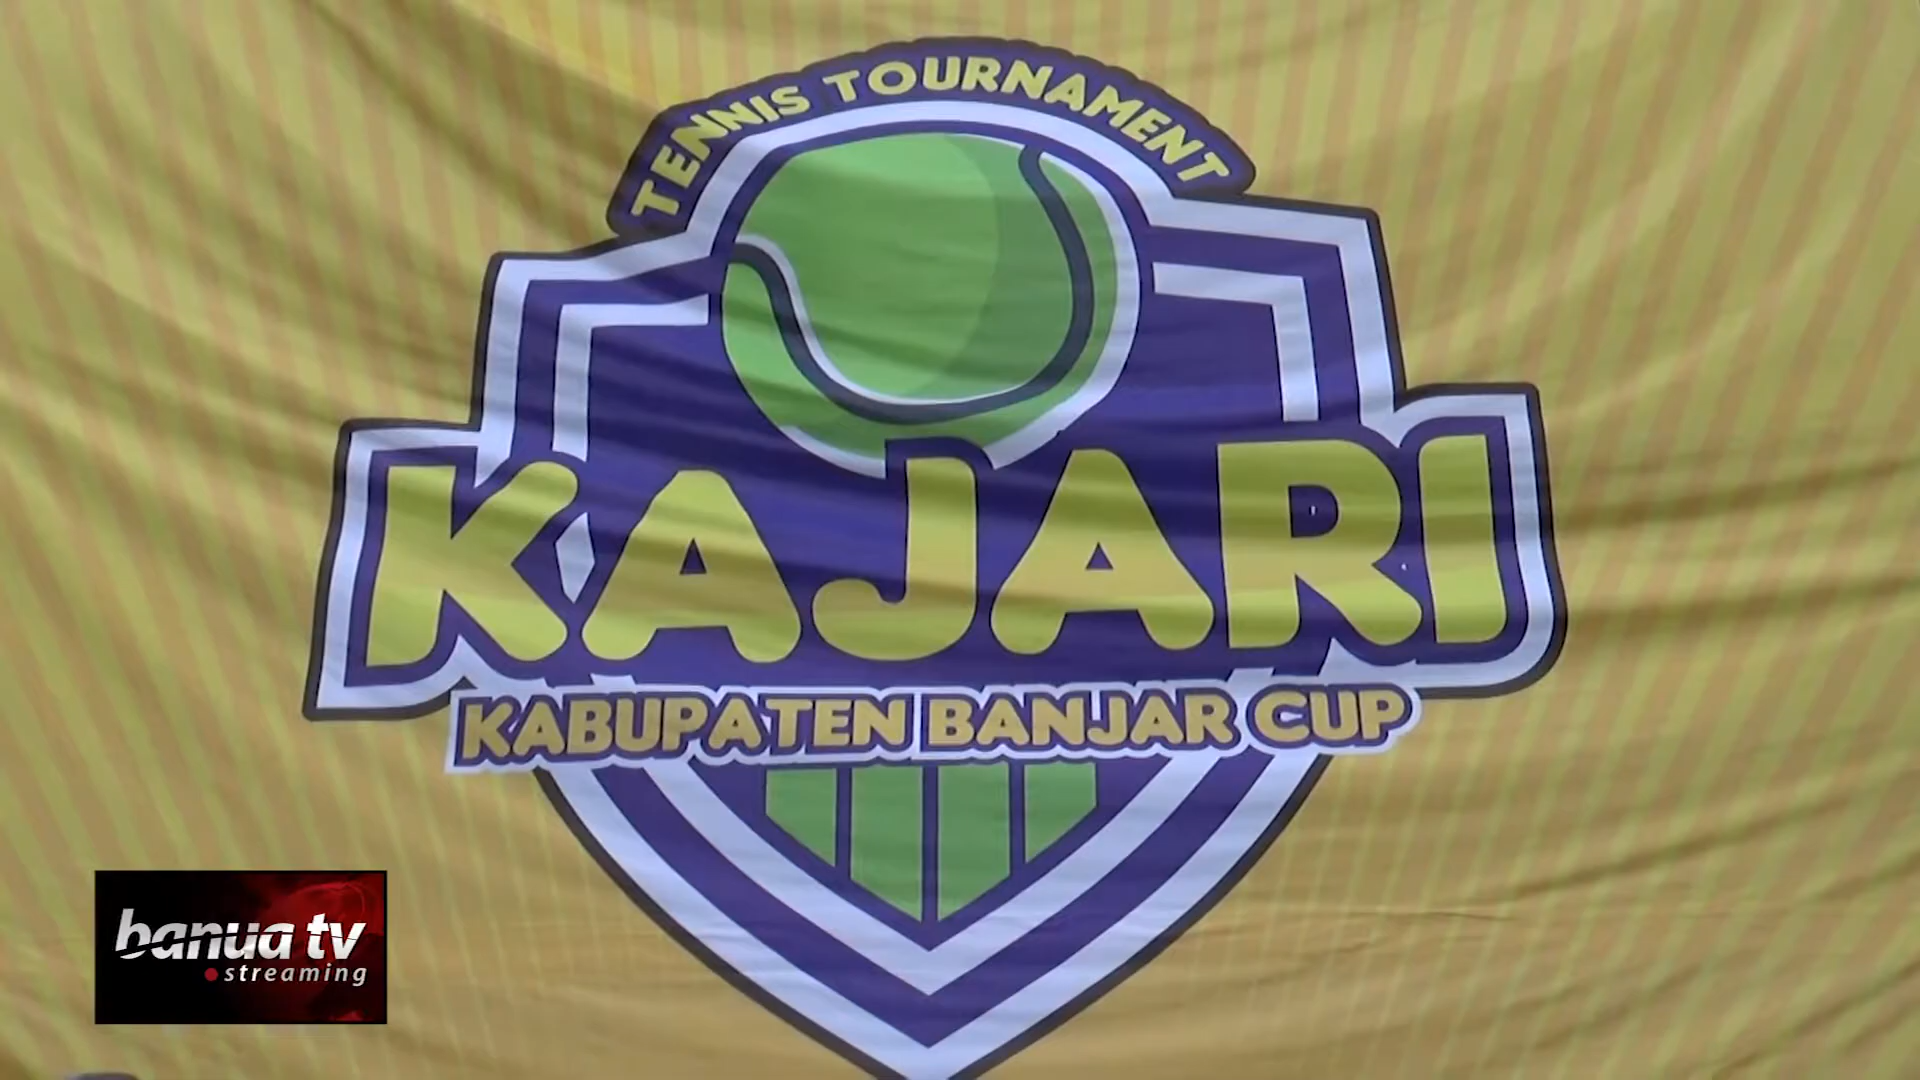 TENNIS TOURNAMENT
KAJARI
KABUPATEN BANJAR CUP
banua tv
streaming